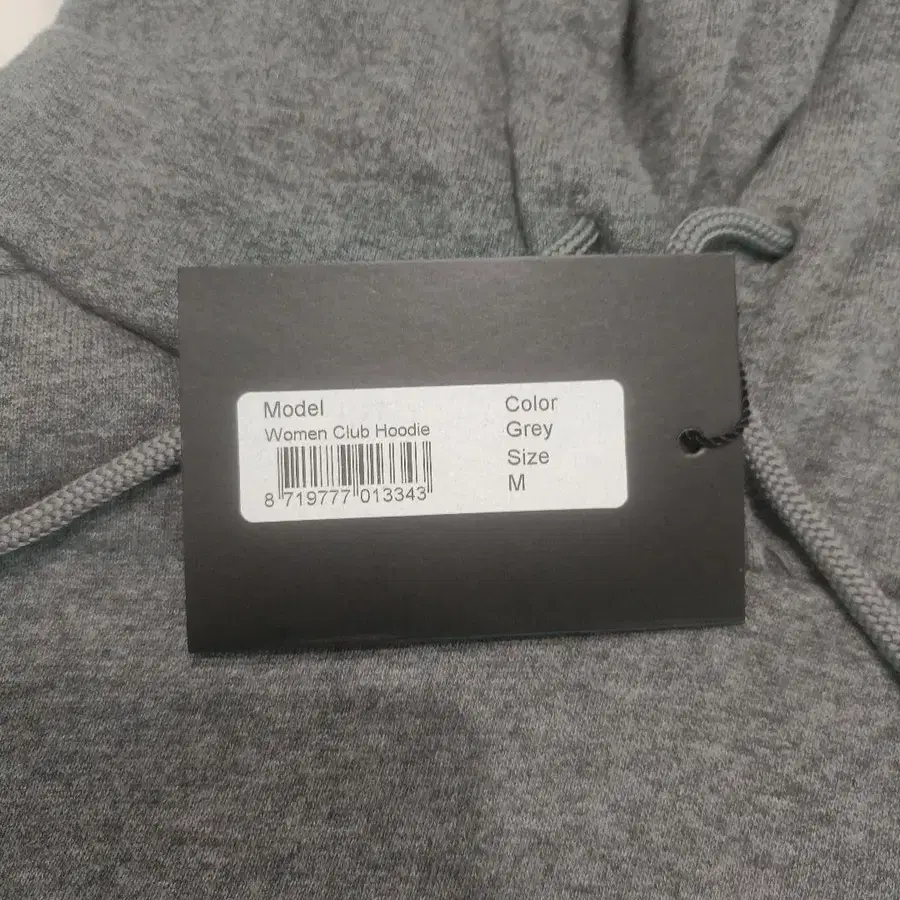 Model
Women Club Hoodie
8 719777 013343
Color
Grey
Size
M